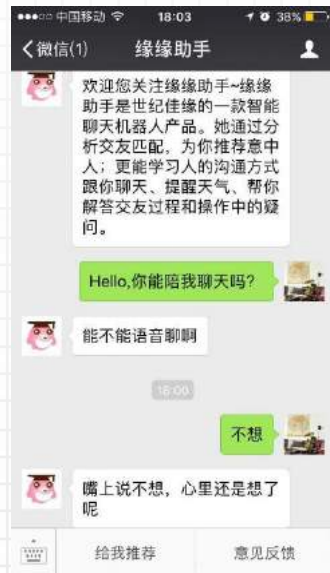 中国移动 18:03 38%
微信(1) 缘缘助手
欢迎您关注缘缘助手~缘缘
助手是世纪佳缘的一款智能
聊天机器人产品。她通过分
析交友匹配，为你推荐意中
人；更能学习人的沟通方式
跟你聊天、提醒天气、帮你
解答交友过程和操作中的疑
问。
Hello,你能陪我聊天吗?
能不能语音聊啊
18:00
不想
嘴上说不想，心里还是想了
呢
给我推荐 意见反馈